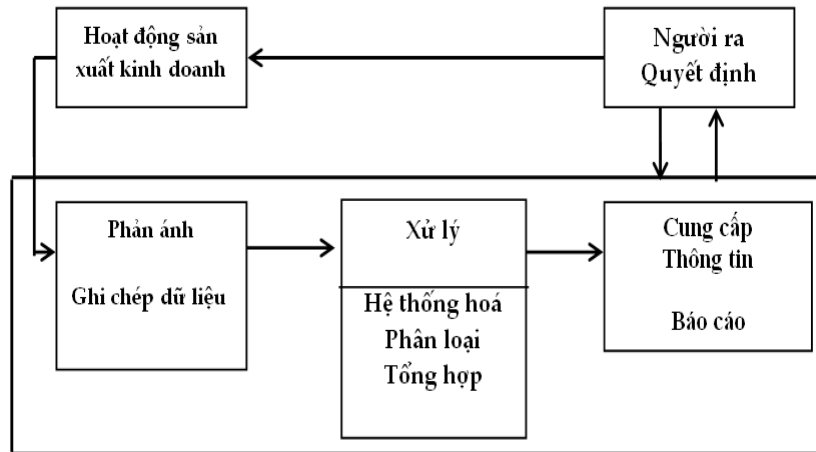 Hoạt động sản
xuất kinh doanh
Người ra
Quyết định
Phản ánh
Ghi chép dữ liệu
Xử lý
Hệ thống hoá
Phân loại
Tổng hợp
Cung cấp
Thông tin
Báo cáo